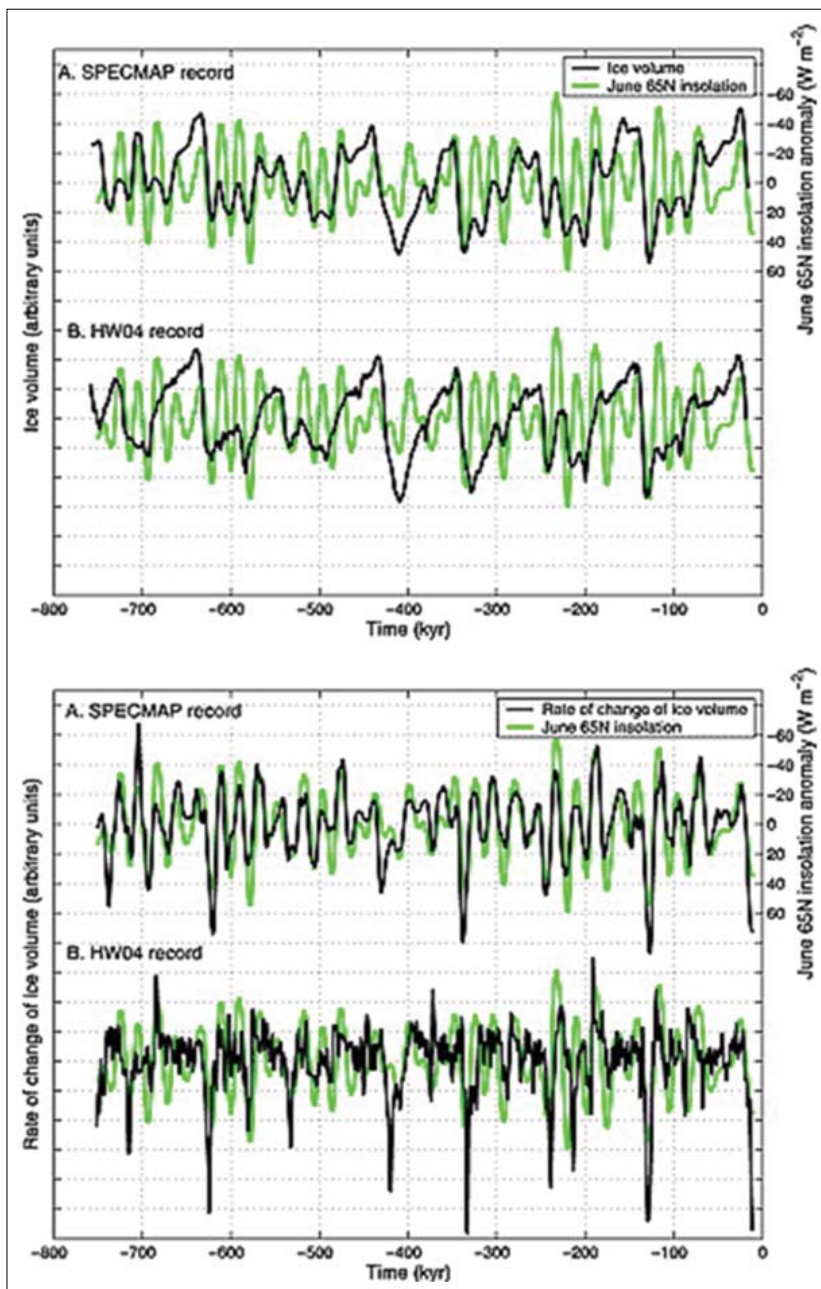 A. SPECMAP record
Ice volume
June 65N insolation
−60
−40
−20
0
20
40
60
June 65N insolation anomaly (W m−2)
Ice volume (arbitrary units)
B. HW04 record
−800
−700
−600
−500
−400
−300
−200
−100
0
Time (kyr)
A. SPECMAP record
Rate of change of ice volume
June 65N insolation
−60
−40
−20
0
20
40
60
June 65N insolation anomaly (W m−2)
Rate of change of ice volume (arbitrary units)
B. HW04 record
−800
−700
−600
−500
−400
−300
−200
−100
0
Time (kyr)